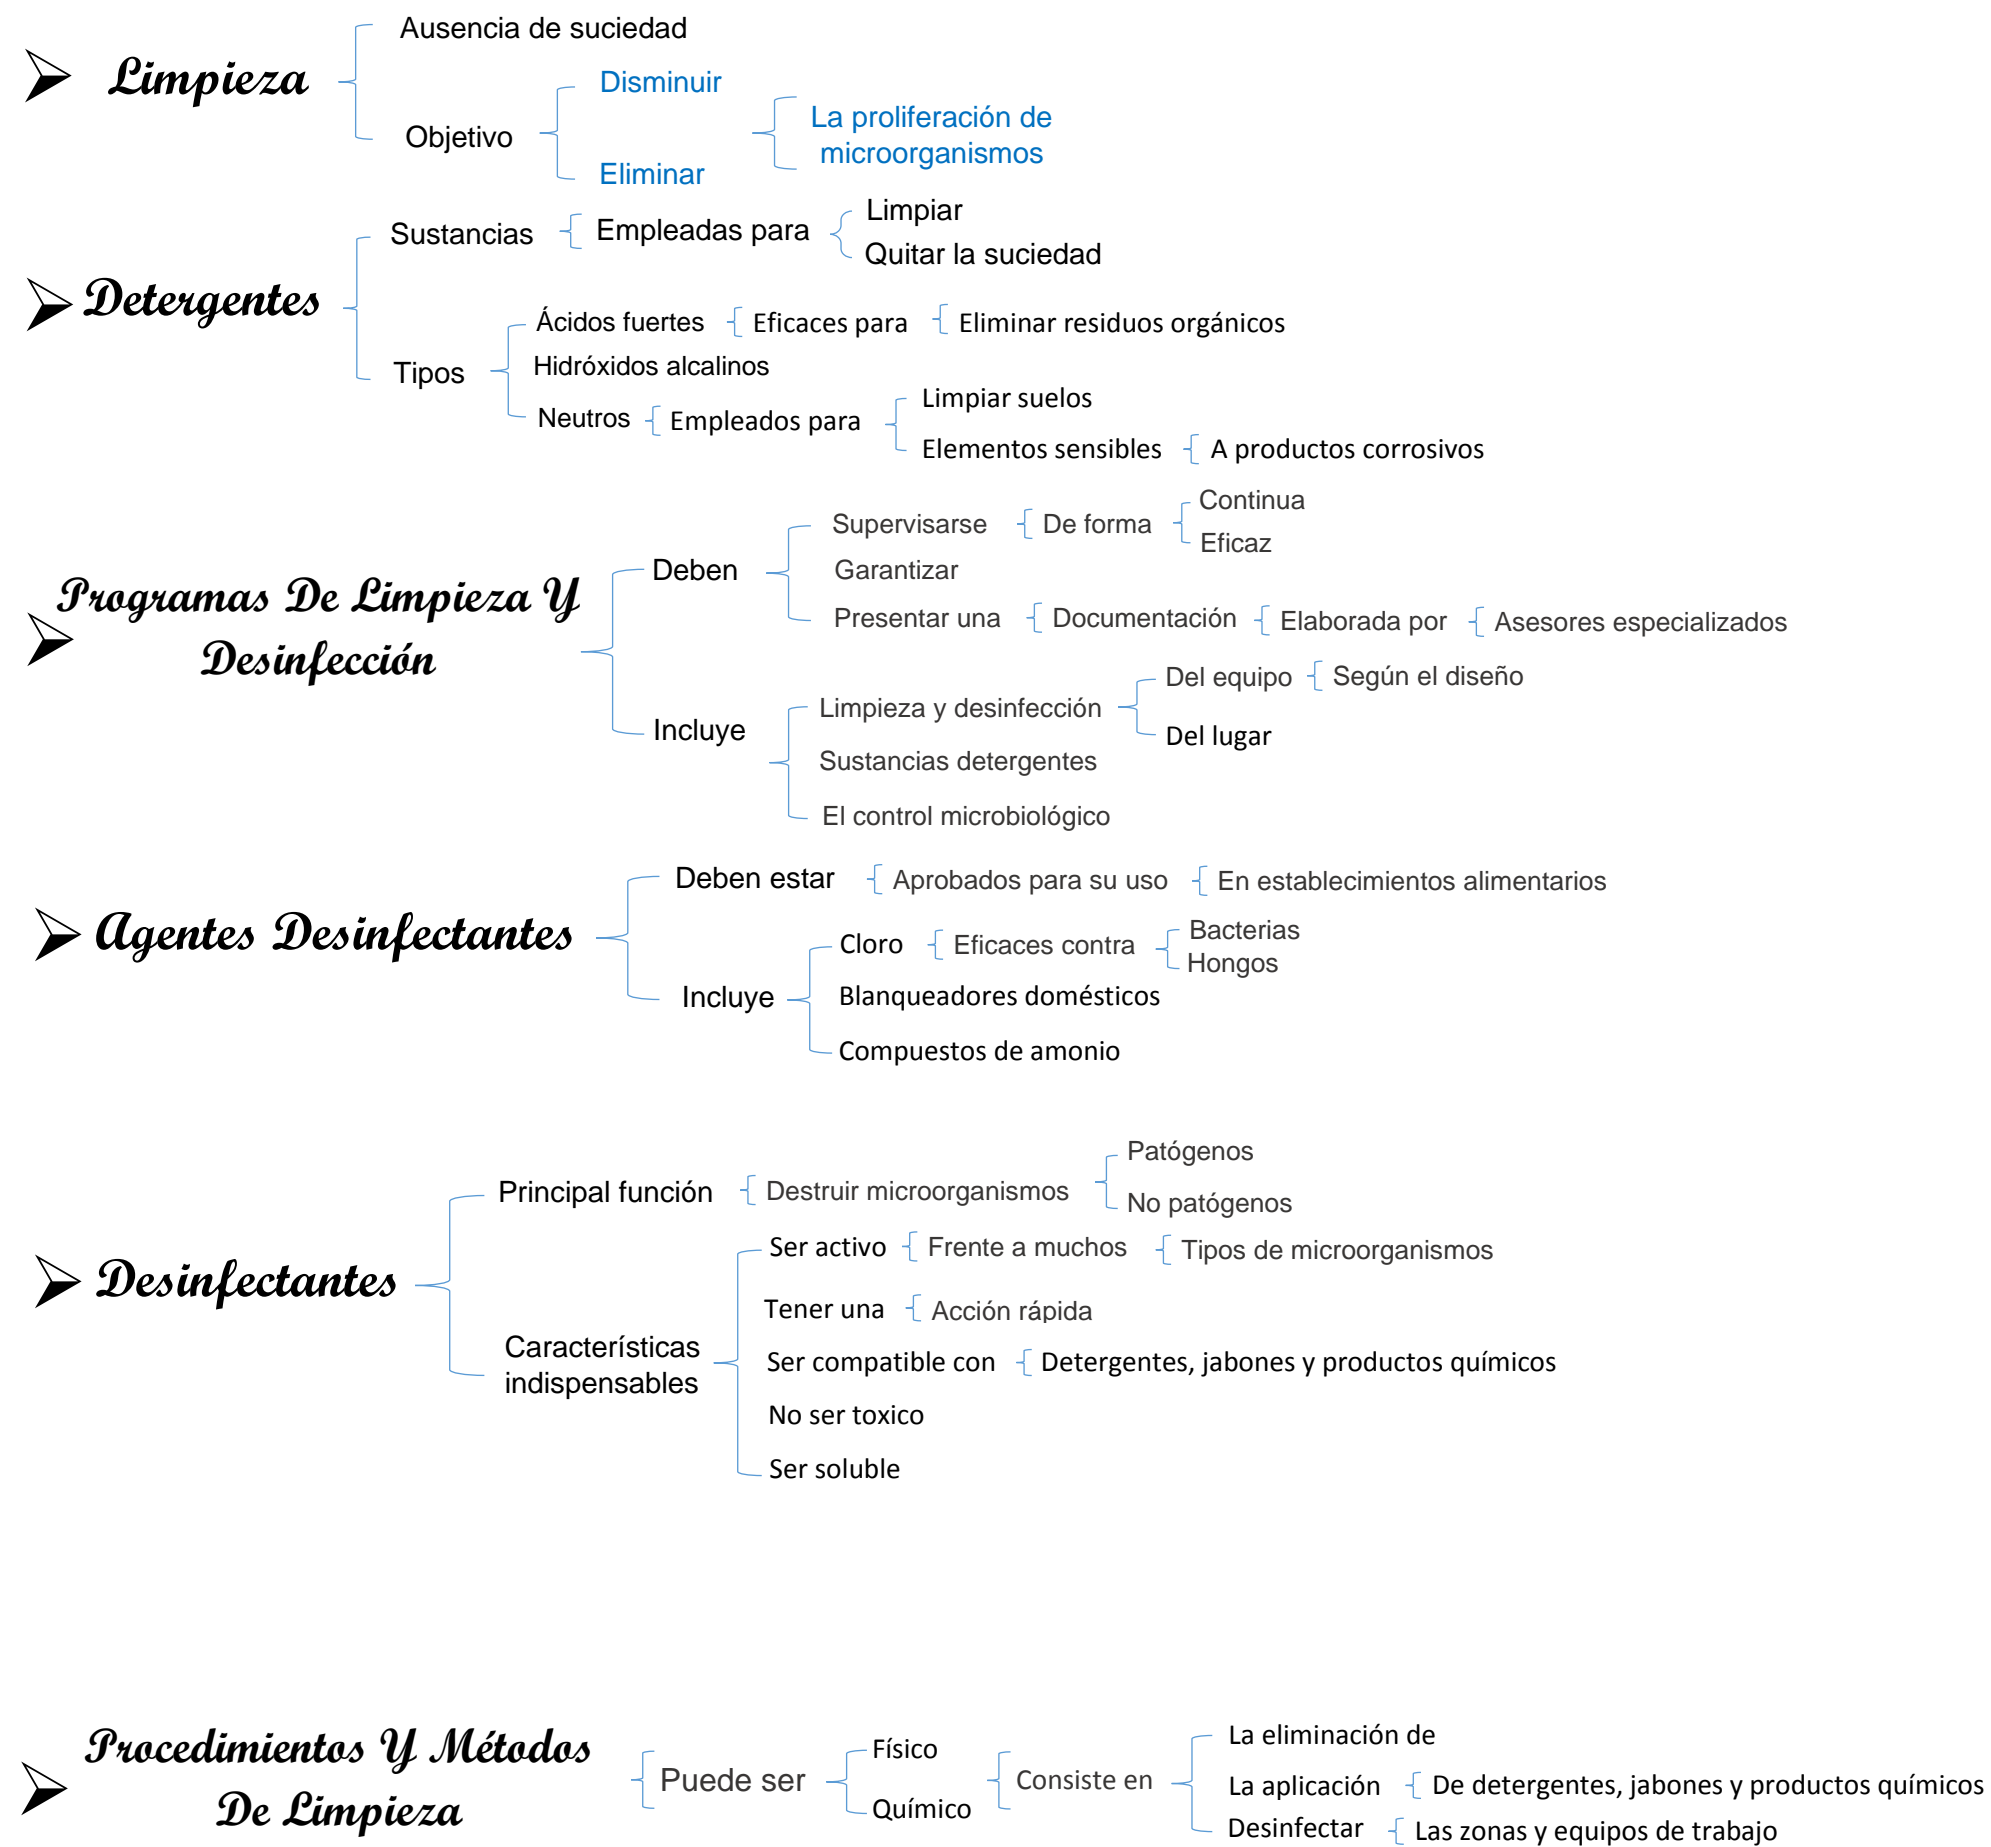 Limpieza
Ausencia de suciedad
Objetivo
Disminuir
Eliminar
La proliferación de
microorganismos
Detergentes
Sustancias
Empleadas para
Limpiar
Quitar la suciedad
Tipos
Ácidos fuertes
Eficaces para
Eliminar residuos orgánicos
Hidróxidos alcalinos
Neutros
Empleados para
Limpiar suelos
Elementos sensibles
A productos corrosivos
Programas De Limpieza Y
Desinfección
Deben
Supervisarse
De forma
Continua
Eficaz
Garantizar
Presentar una
Documentación
Elaborada por
Asesores especializados
Incluye
Limpieza y desinfección
Del equipo
Según el diseño
Del lugar
Sustancias detergentes
El control microbiológico
Agentes Desinfectantes
Deben estar
Aprobados para su uso
En establecimientos alimentarios
Incluye
Cloro
Eficaces contra
Bacterias
Hongos
Blanqueadores domésticos
Compuestos de amonio
Desinfectantes
Principal función
Destruir microorganismos
Patógenos
No patógenos
Características
indispensables
Ser activo
Frente a muchos
Tipos de microorganismos
Tener una
Acción rápida
Ser compatible con
Detergentes, jabones y productos químicos
No ser toxico
Ser soluble
Procedimientos Y Métodos
De Limpieza
Puede ser
Físico
Químico
Consiste en
La eliminación de
La aplicación
De detergentes, jabones y productos químicos
Desinfectar
Las zonas y equipos de trabajo